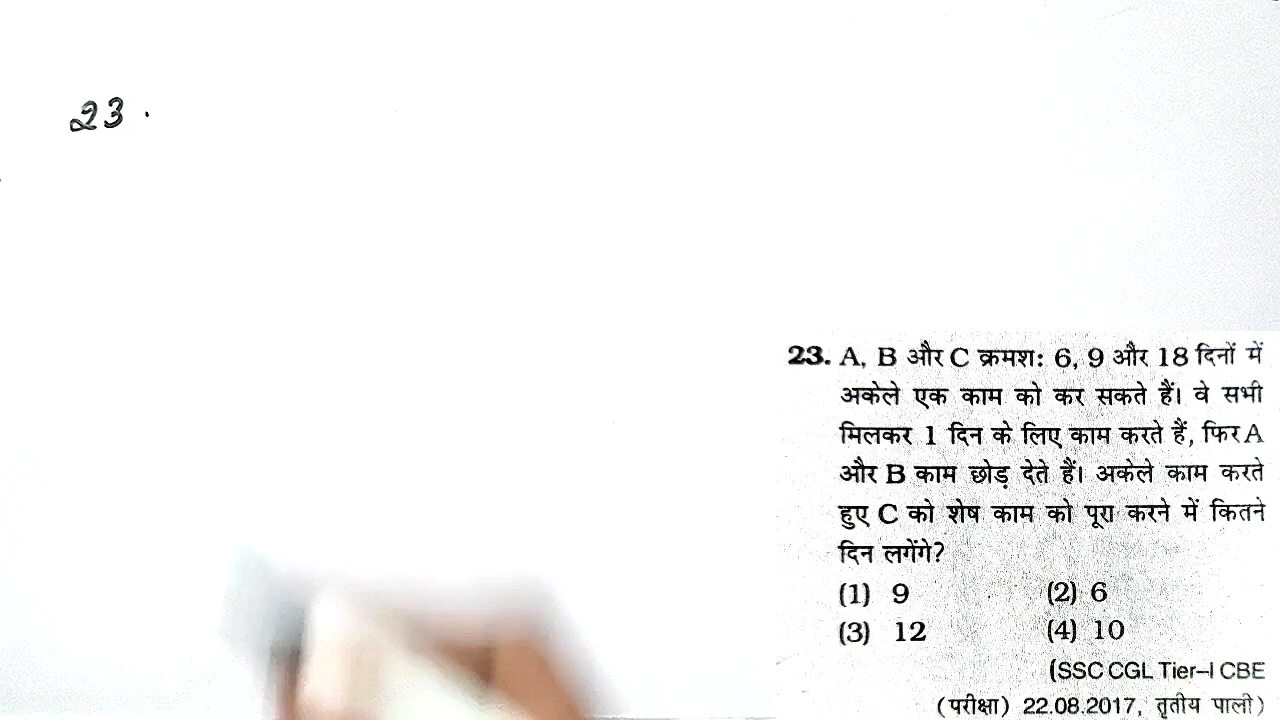 23.
23. A, B और C क्रमश: 6, 9 और 18 दिनों में
अकेले एक काम को कर सकते हैं। वे सभी
मिलकर 1 दिन के लिए काम करते हैं, फिर A
और B काम छोड़ देते हैं। अकेले काम करते
हुए C को शेष काम को पूरा करने में कितने
दिन लगेंगे?
(1) 9 (2) 6
(3) 12 (4) 10
(SSC CGL Tier–I CBE
(परीक्षा) 22.08.2017, तृतीय पाली)